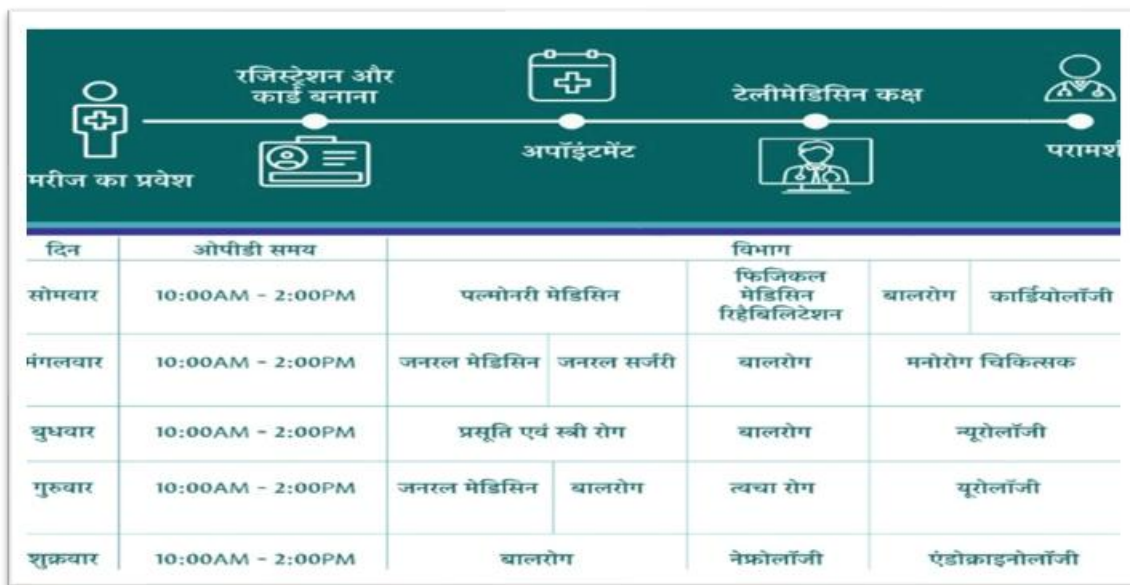 रजिस्ट्रेशन और
कार्ड बनाना
टेलीमेडिसिन कक्ष
अपॉइंटमेंट
परामर्श
मरीज का प्रवेश
दिन ओपीडी समय विभाग
सोमवार 10:00AM - 2:00PM पल्मोनरी मेडिसिन फिजिकल मेडिसिन रिहैबिलिटेशन बालरोग कार्डियोलॉजी
मंगलवार 10:00AM - 2:00PM जनरल मेडिसिन जनरल सर्जरी बालरोग मनोरोग चिकित्सक
बुधवार 10:00AM - 2:00PM प्रसूति एवं स्त्री रोग बालरोग न्यूरोलॉजी
गुरुवार 10:00AM - 2:00PM जनरल मेडिसिन बालरोग त्वचा रोग यूरोलॉजी
शुक्रवार 10:00AM - 2:00PM बालरोग नेफ्रोलॉजी एंडोक्राइनोलॉजी